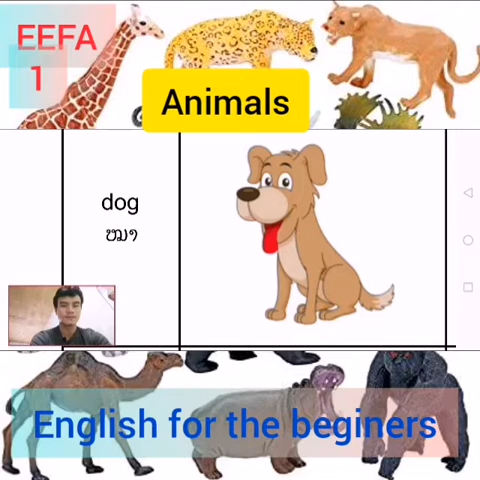 EEFA
1
Animals
dog
ໝາ
English for the beginers